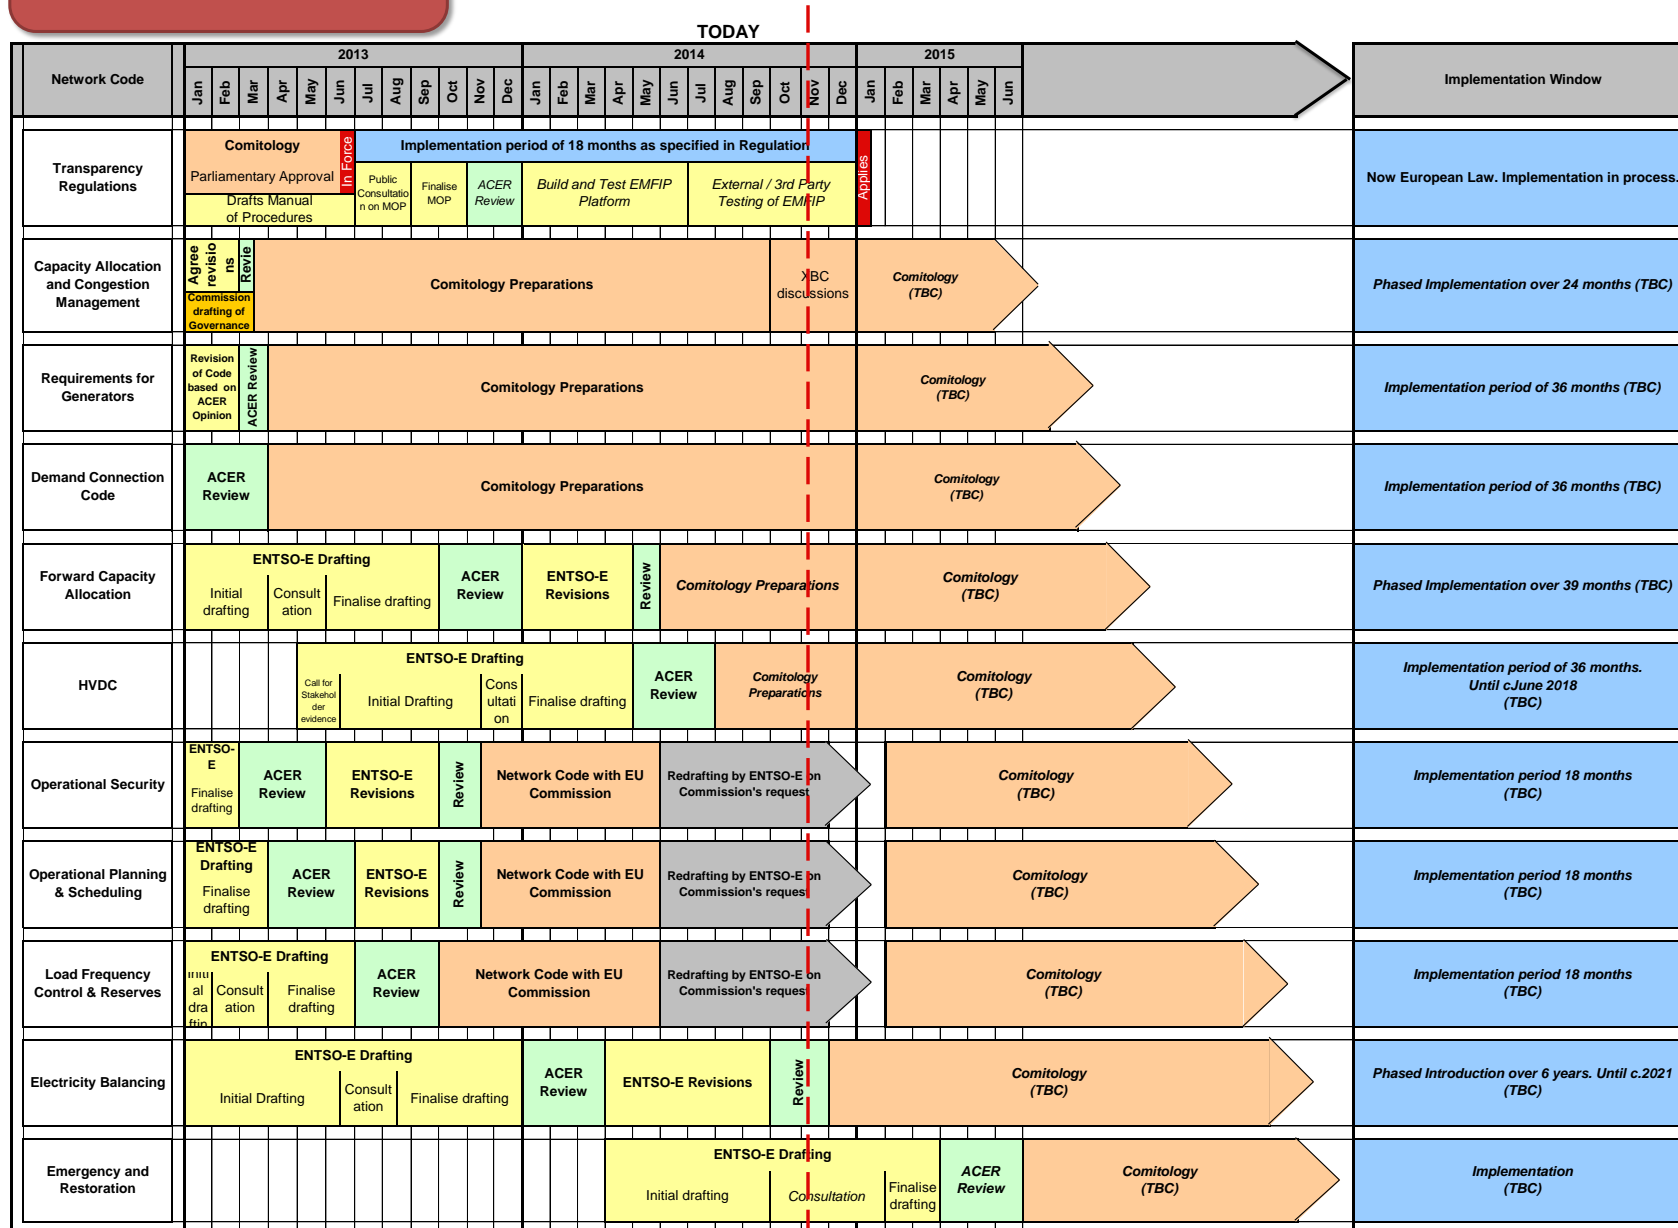 TODAY
Network Code
2013
2014
2015
Implementation Window
Jan
Feb
Mar
Apr
May
Jun
Jul
Aug
Sep
Oct
Nov
Dec
Jan
Feb
Mar
Apr
May
Jun
Jul
Aug
Sep
Oct
Nov
Dec
Jan
Feb
Mar
Apr
May
Jun
Transparency
Regulations
Comitology
Parliamentary Approval
In Force
Drafts Manual
of Procedures
Implementation period of 18 months as specified in Regulation
Public
Consultatio
n on MOP
Finalise
MOP
ACER
Review
Build and Test EMFIP
Platform
External / 3rd Party
Testing of EMFIP
Applies
Now European Law. Implementation in process.
Capacity Allocation
and Congestion
Management
Agree
revisio
ns
Revie
Commission
drafting of
Governance
Comitology Preparations
XBC
discussions
Comitology
(TBC)
Phased Implementation over 24 months (TBC)
Requirements for
Generators
Revision
of Code
based on
ACER
Opinion
ACER Review
Comitology Preparations
Comitology
(TBC)
Implementation period of 36 months (TBC)
Demand Connection
Code
ACER
Review
Comitology Preparations
Comitology
(TBC)
Implementation period of 36 months (TBC)
Forward Capacity
Allocation
ENTSO-E Drafting
Initial
drafting
Consult
ation
Finalise drafting
ACER
Review
ENTSO-E
Revisions
Review
Comitology Preparations
Comitology
(TBC)
Phased Implementation over 39 months (TBC)
HVDC
ENTSO-E Drafting
Call for
Stakehol
der
evidence
Initial Drafting
Cons
ultati
on
Finalise drafting
ACER
Review
Comitology
Preparations
Comitology
(TBC)
Implementation period of 36 months.
Until cJune 2018
(TBC)
Operational Security
ENTSO-
E
Finalise
drafting
ACER
Review
ENTSO-E
Revisions
Review
Network Code with EU
Commission
Redrafting by ENTSO-E on
Commission's request
Comitology
(TBC)
Implementation period 18 months
(TBC)
Operational Planning
& Scheduling
ENTSO-E
Drafting
Finalise
drafting
ACER
Review
ENTSO-E
Revisions
Review
Network Code with EU
Commission
Redrafting by ENTSO-E on
Commission's request
Comitology
(TBC)
Implementation period 18 months
(TBC)
Load Frequency
Control & Reserves
ENTSO-E Drafting
Initi
al
dra
ftin
Consult
ation
Finalise
drafting
ACER
Review
Network Code with EU
Commission
Redrafting by ENTSO-E on
Commission's request
Comitology
(TBC)
Implementation period 18 months
(TBC)
Electricity Balancing
ENTSO-E Drafting
Initial Drafting
Consult
ation
Finalise drafting
ACER
Review
ENTSO-E Revisions
Review
Comitology
(TBC)
Phased Introduction over 6 years. Until c.2021
(TBC)
Emergency and
Restoration
ENTSO-E Drafting
Initial drafting
Consultation
Finalise
drafting
ACER
Review
Comitology
(TBC)
Implementation
(TBC)